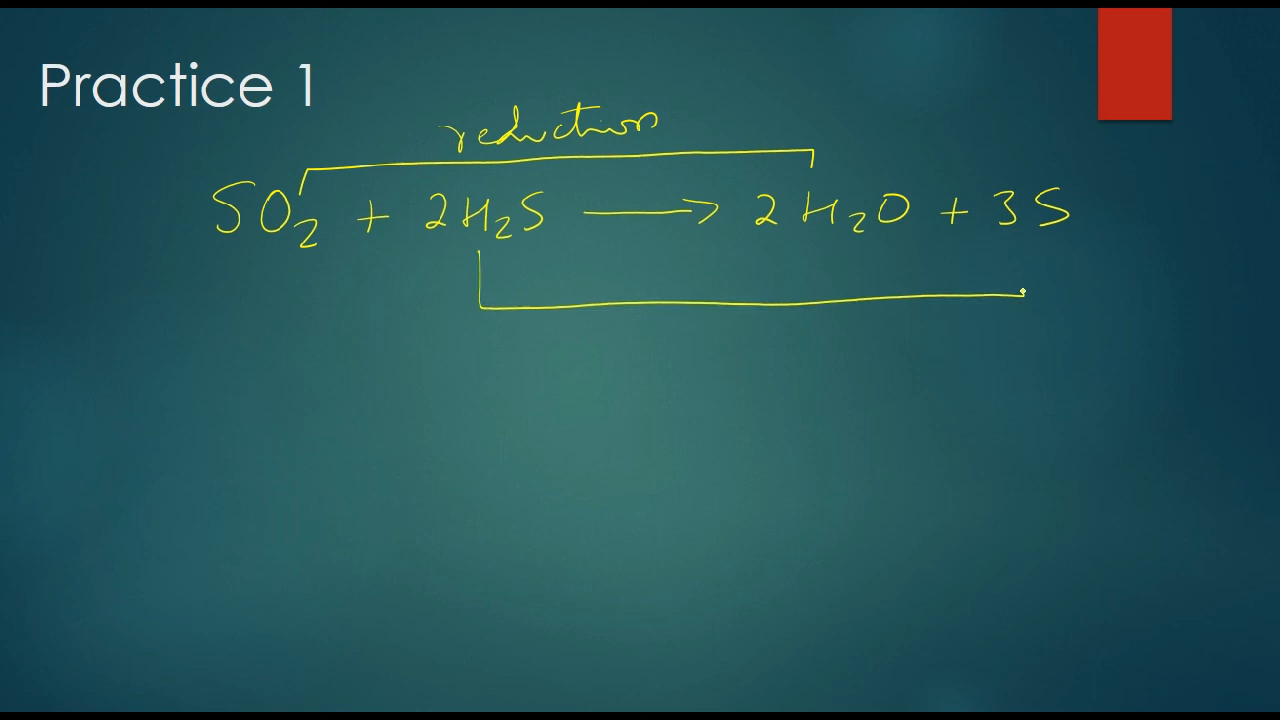 Practice 1
reduction
SO₂ + 2H₂S ⟶ 2H₂O + 3S